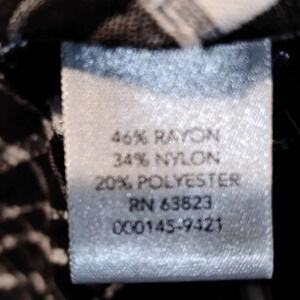 46% RAYON
34% NYLON
20% POLYESTER
RN 63823
000145-9421